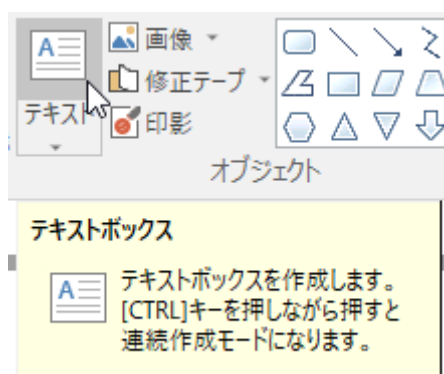 画像
修正テープ
テキスト
印影
オブジェクト
テキストボックス
テキストボックスを作成します。
[CTRL]キーを押しながら押すと
連続作成モードになります。